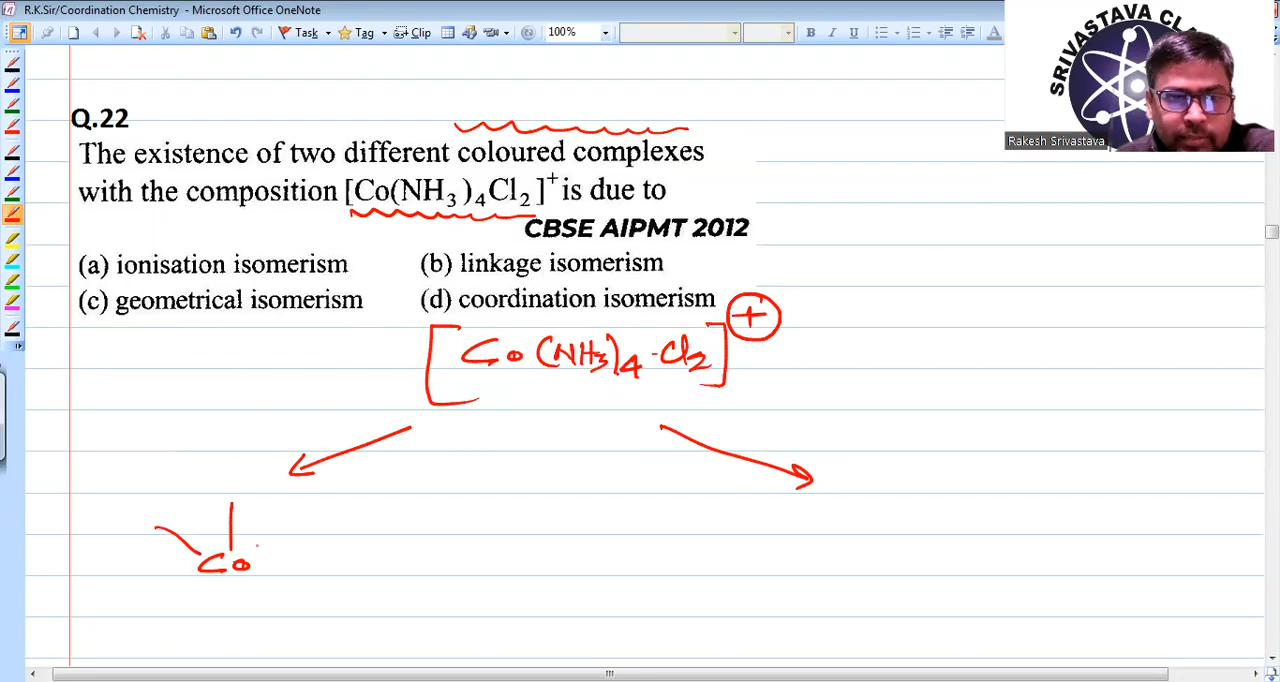 R.K.Sir/Coordination Chemistry - Microsoft Office OneNote
Task
Tag
Clip
100%
B I U
A
SRIVASTAVA CL
Rakesh Srivastava
Q.22
The existence of two different coloured complexes
with the composition [Co(NH₃)₄Cl₂]⁺ is due to
CBSE AIPMT 2012
(a) ionisation isomerism
(b) linkage isomerism
(c) geometrical isomerism
(d) coordination isomerism
[Co(NH₃)₄·Cl₂]⁺
Co